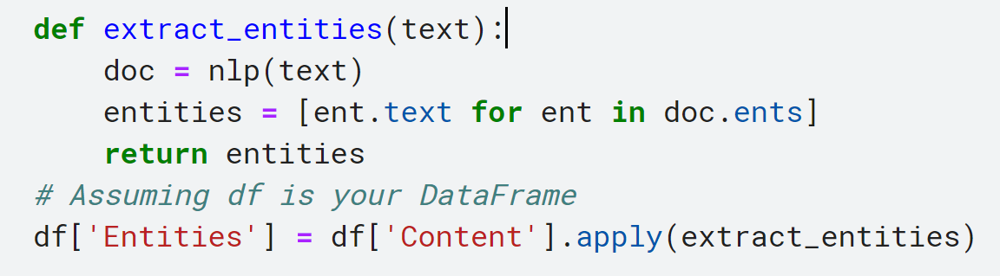 def extract_entities(text):
    doc = nlp(text)
    entities = [ent.text for ent in doc.ents]
    return entities
# Assuming df is your DataFrame
df['Entities'] = df['Content'].apply(extract_entities)